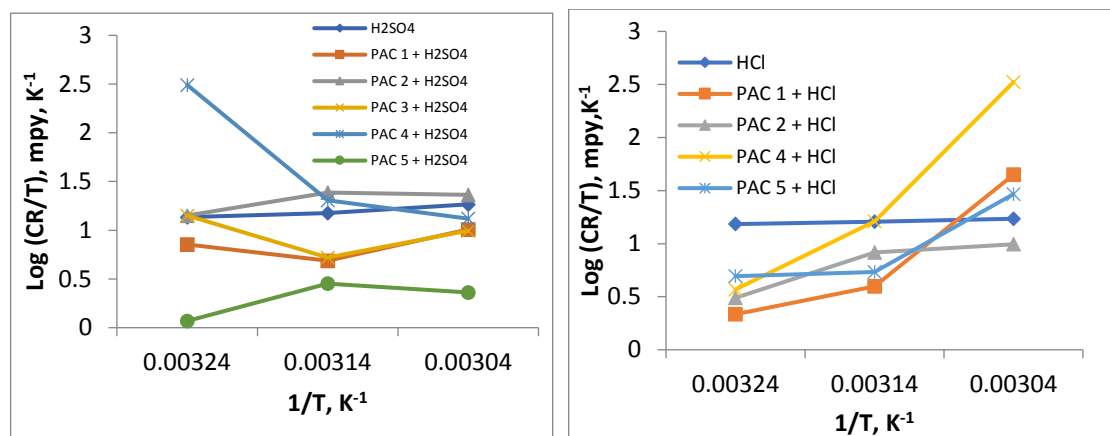 3
2.5
2
1.5
1
0.5
0
Log (CR/T), mpy, K-1
H2SO4
PAC 1 + H2SO4
PAC 2 + H2SO4
PAC 3 + H2SO4
PAC 4 + H2SO4
PAC 5 + H2SO4
0.00324 0.00314 0.00304
1/T, K-1
3
2.5
2
1.5
1
0.5
0
Log (CR/T), mpy,K-1
HCl
PAC 1 + HCl
PAC 2 + HCl
PAC 4 + HCl
PAC 5 + HCl
0.00324 0.00314 0.00304
1/T, K-1